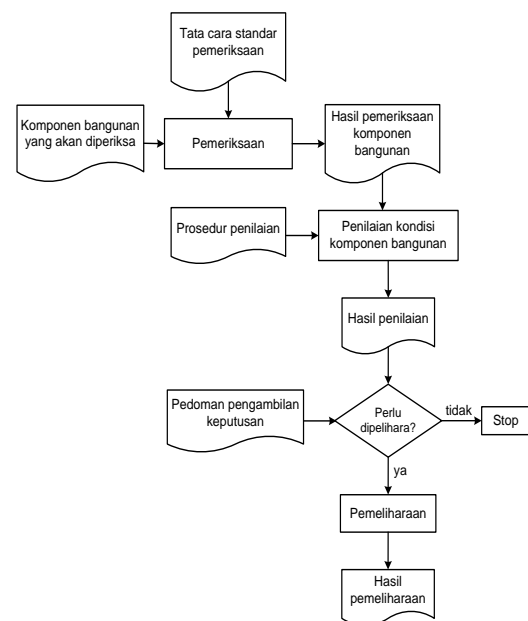 Tata cara standar
pemeriksaan
Komponen bangunan
yang akan diperiksa
Pemeriksaan
Hasil pemeriksaan
komponen
bangunan
Prosedur penilaian
Penilaian kondisi
komponen bangunan
Hasil penilaian
Pedoman pengambilan
keputusan
Perlu
dipelihara?
tidak
Stop
ya
Pemeliharaan
Hasil
pemeliharaan